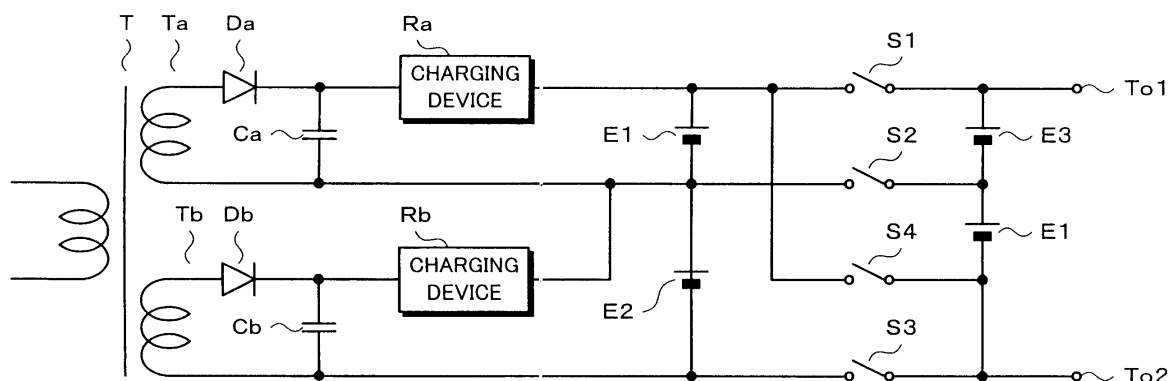 T Ta Da Ra
CHARGING
DEVICE
S1
To1
Ca
E1
S2
E3
Tb Db Rb
CHARGING
DEVICE
S4
E1
Cb
E2
S3
To2